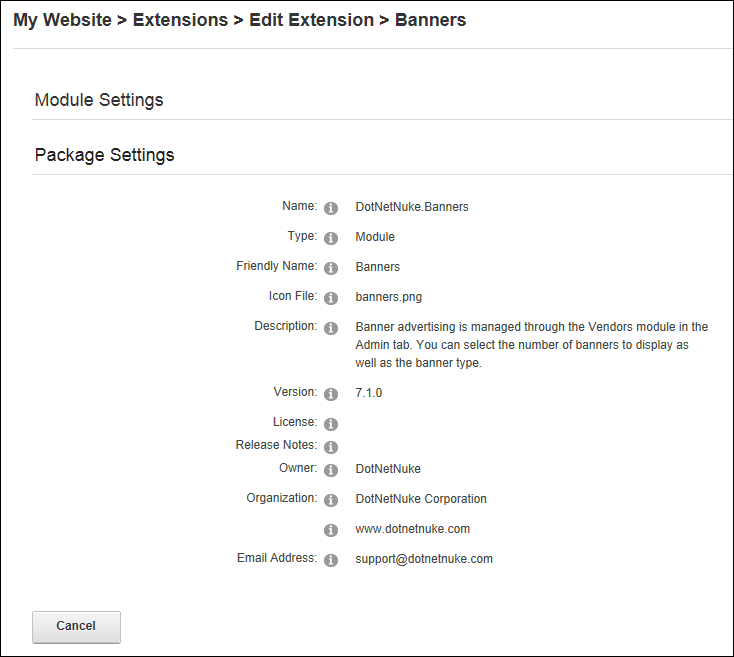 My Website > Extensions > Edit Extension > Banners
Module Settings
Package Settings
Name: DotNetNuke.Banners
Type: Module
Friendly Name: Banners
Icon File: banners.png
Description: Banner advertising is managed through the Vendors module in the
Admin tab. You can select the number of banners to display as
well as the banner type.
Version: 7.1.0
License:
Release Notes:
Owner: DotNetNuke
Organization: DotNetNuke Corporation
www.dotnetnuke.com
Email Address: support@dotnetnuke.com
Cancel